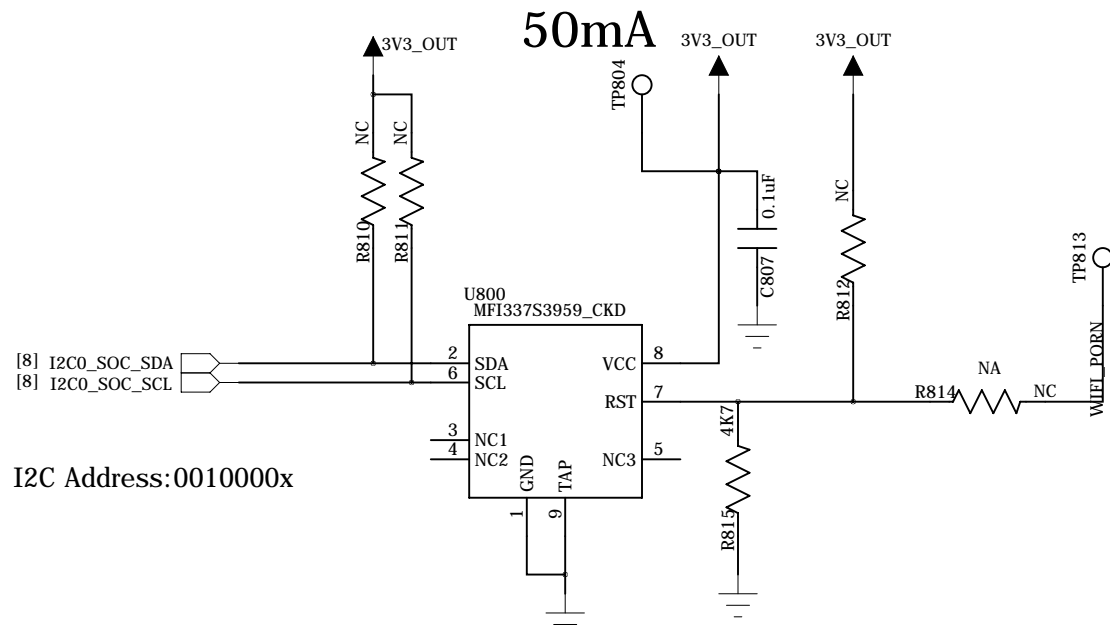 50mA
3V3_OUT
3V3_OUT
3V3_OUT
TP804
NC
NC
0.1uF
NC
R810
R811
C807
R812
TP813
U800
MFI337S3959_CKD
[8] I2C0_SOC_SDA
2
SDA
VCC
8
[8] I2C0_SOC_SCL
6
SCL
RST
7
R814
NA
NC
WIFI_PORN
4K7
3
NC1
4
NC2
NC3
5
GND
TAP
I2C Address:0010000x
1
9
R815